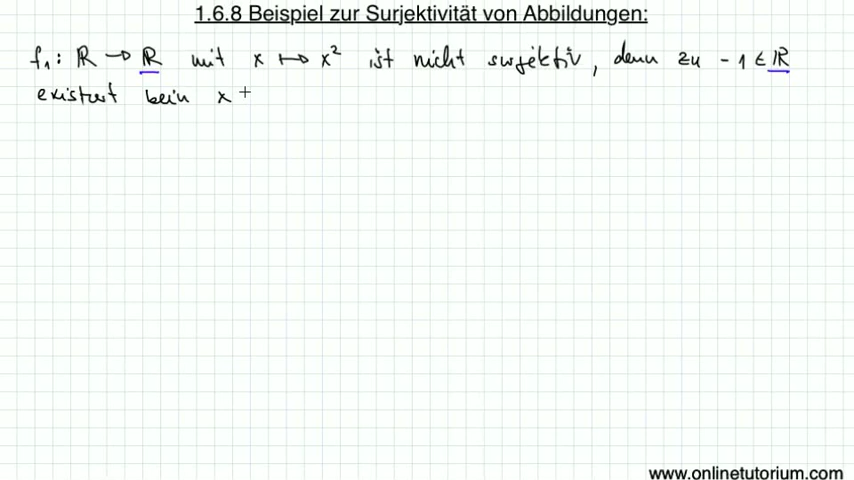 1.6.8 Beispiel zur Surjektivität von Abbildungen:
f₁: ℝ → ℝ mit x ↦ x² ist nicht surjektiv, denn zu -1 ∈ ℝ
existiert kein x +
www.onlinetutorium.com